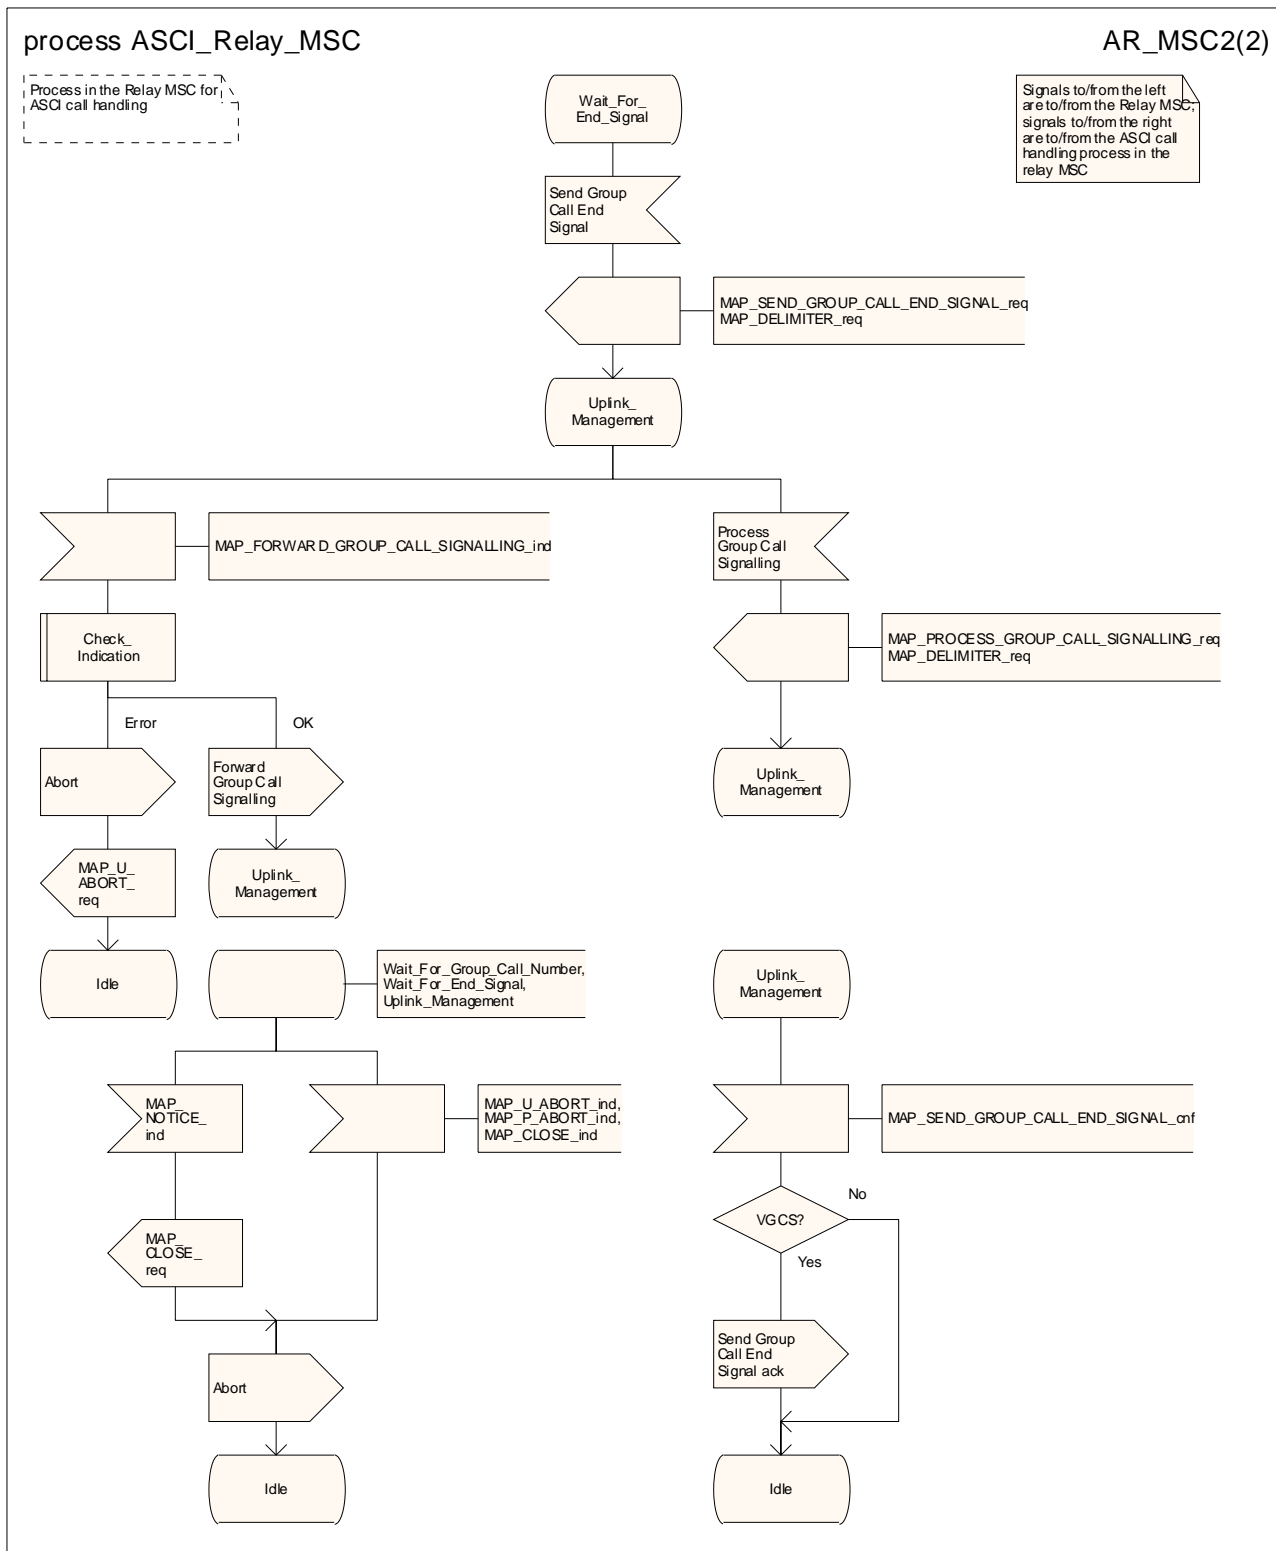 process ASCI_Relay_MSC
AR_MSC2(2)
Process in the Relay MSC for
ASCI call handling
Signals to/from the left
are to/from the Relay MSC;
signals to/from the right
are to/from the ASCI call
handling process in the
relay MSC
Wait_For_
End_Signal
Send Group
Call End
Signal
MAP_SEND_GROUP_CALL_END_SIGNAL_req
MAP_DELIMITER_req
Uplink_
Management
MAP_FORWARD_GROUP_CALL_SIGNALLING_ind
Process
Group Call
Signalling
Check_
Indication
MAP_PROCESS_GROUP_CALL_SIGNALLING_req
MAP_DELIMITER_req
Error
OK
Abort
Forward
Group Call
Signalling
Uplink_
Management
MAP_U_
ABORT_
req
Uplink_
Management
Idle
Wait_For_Group_Call_Number,
Wait_For_End_Signal,
Uplink_Management
Uplink_
Management
MAP_
NOTICE_
ind
MAP_U_ABORT_ind,
MAP_P_ABORT_ind,
MAP_CLOSE_ind
MAP_SEND_GROUP_CALL_END_SIGNAL_cnf
No
VGCS?
Yes
MAP_
CLOSE_
req
Send Group
Call End
Signal ack
Abort
Idle
Idle